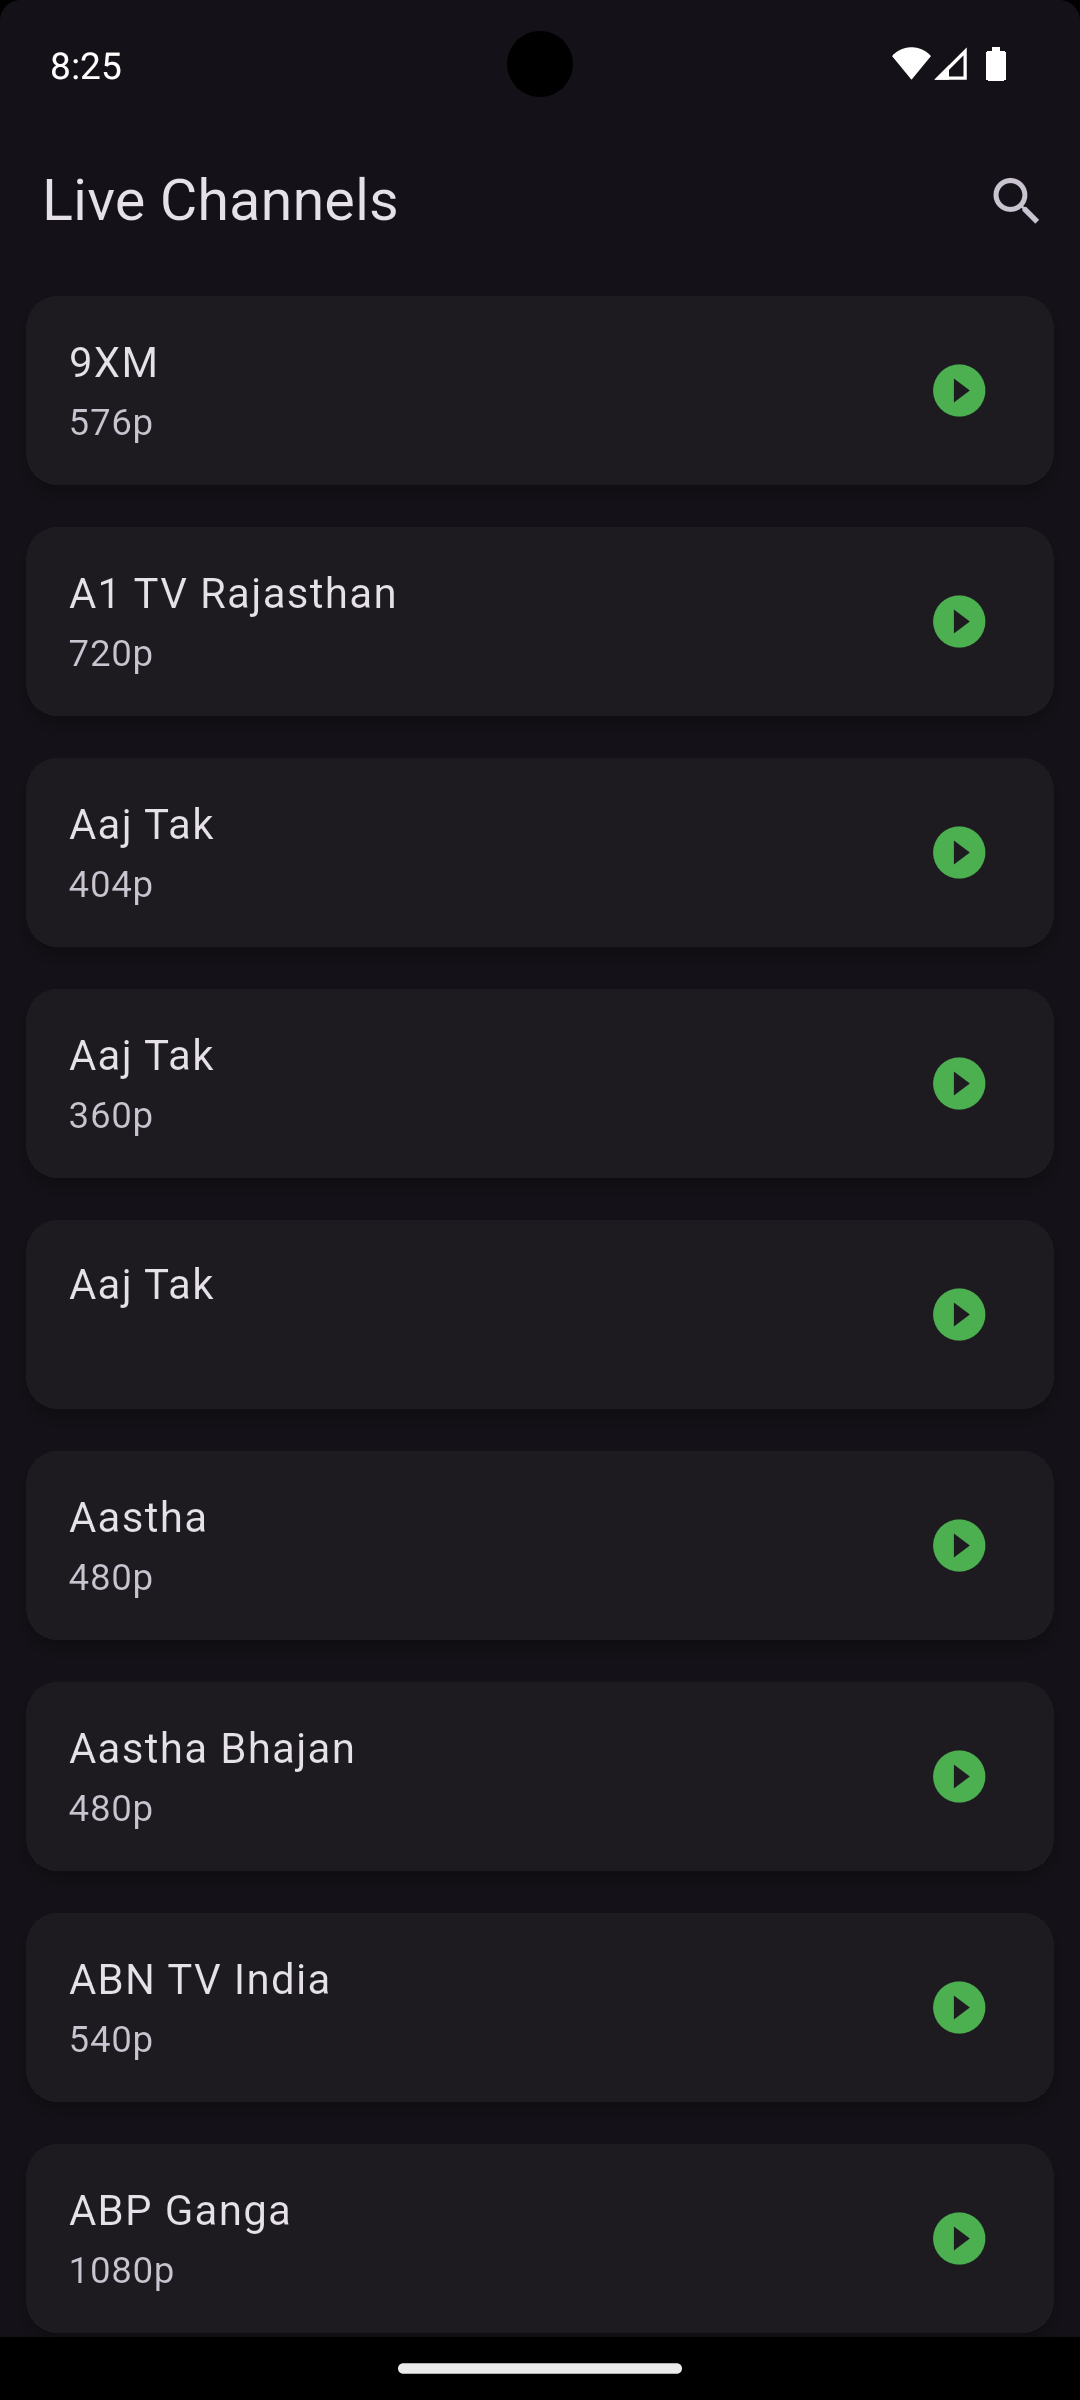 8:25
Live Channels
9XM
576p
A1 TV Rajasthan
720p
Aaj Tak
404p
Aaj Tak
360p
Aaj Tak
Aastha
480p
Aastha Bhajan
480p
ABN TV India
540p
ABP Ganga
1080p